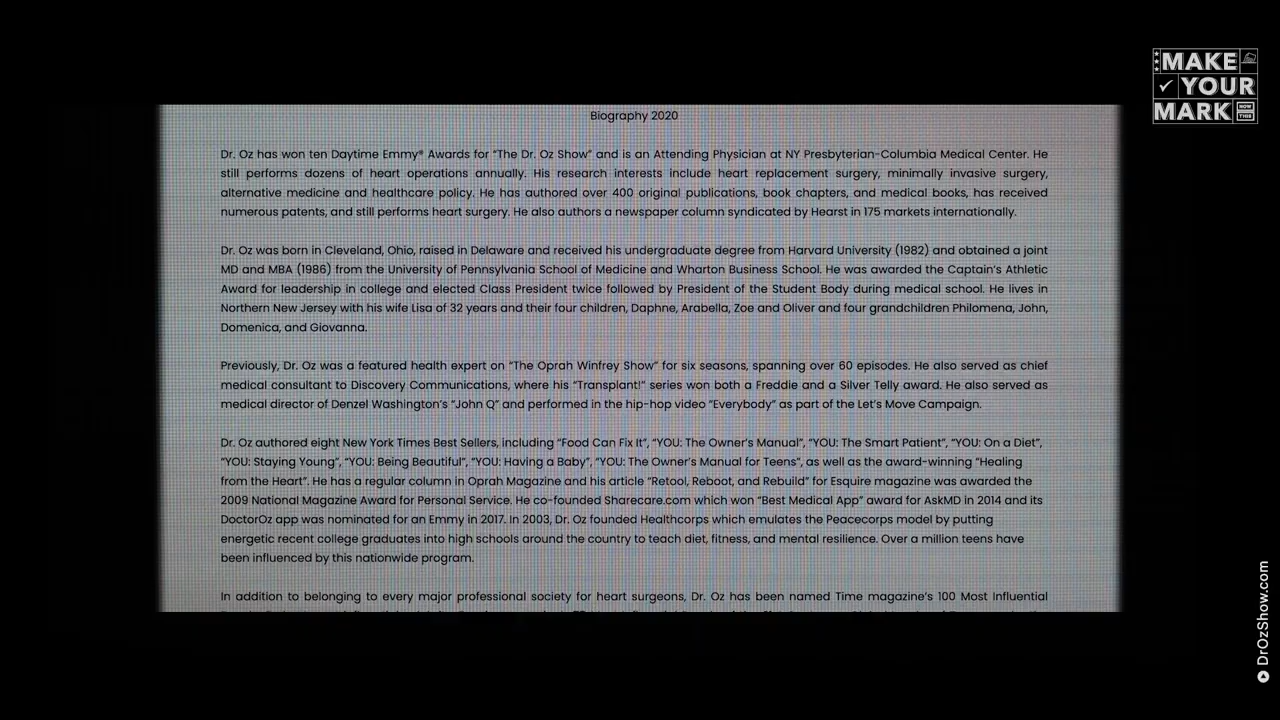 MAKE
YOUR
MARK
NOW
THIS
Biography 2020
Dr. Oz has won ten Daytime Emmy® Awards for “The Dr. Oz Show” and is an Attending Physician at NY Presbyterian-Columbia Medical Center. He
still performs dozens of heart operations annually. His research interests include heart replacement surgery, minimally invasive surgery,
alternative medicine and healthcare policy. He has authored over 400 original publications, book chapters, and medical books, has received
numerous patents, and still performs heart surgery. He also authors a newspaper column syndicated by Hearst in 175 markets internationally.
Dr. Oz was born in Cleveland, Ohio, raised in Delaware and received his undergraduate degree from Harvard University (1982) and obtained a joint
MD and MBA (1986) from the University of Pennsylvania School of Medicine and Wharton Business School. He was awarded the Captain’s Athletic
Award for leadership in college and elected Class President twice followed by President of the Student Body during medical school. He lives in
Northern New Jersey with his wife Lisa of 32 years and their four children, Daphne, Arabella, Zoe and Oliver and four grandchildren Philomena, John,
Domenica, and Giovanna.
Previously, Dr. Oz was a featured health expert on “The Oprah Winfrey Show” for six seasons, spanning over 60 episodes. He also served as chief
medical consultant to Discovery Communications, where his “Transplant!” series won both a Freddie and a Silver Telly award. He also served as
medical director of Denzel Washington’s “John Q” and performed in the hip-hop video “Everybody” as part of the Let’s Move Campaign.
Dr. Oz authored eight New York Times Best Sellers, including “Food Can Fix It”, “YOU: The Owner’s Manual”, “YOU: The Smart Patient”, “YOU: On a Diet”,
“YOU: Staying Young”, “YOU: Being Beautiful”, “YOU: Having a Baby”, “YOU: The Owner’s Manual for Teens”, as well as the award-winning “Healing
from the Heart”. He has a regular column in Oprah Magazine and his article “Retool, Reboot, and Rebuild” for Esquire magazine was awarded the
2009 National Magazine Award for Personal Service. He co-founded Sharecare.com which won “Best Medical App” award for AskMD in 2014 and its
DoctorOz app was nominated for an Emmy in 2017. In 2003, Dr. Oz founded Healthcorps which emulates the Peacecorps model by putting
energetic recent college graduates into high schools around the country to teach diet, fitness, and mental resilience. Over a million teens have
been influenced by this nationwide program.
In addition to belonging to every major professional society for heart surgeons, Dr. Oz has been named Time magazine’s 100 Most Influential
DrOzShow.com